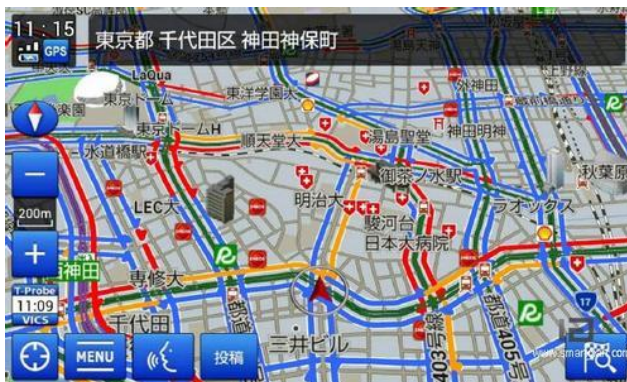 11:15
GPS
東京都 千代田区 神田神保町
LaQua
東京ドーム
東洋学園大
外神田
東京ドームH
順天堂大
湯島聖堂
神田明神
水道橋駅
御茶ノ水駅
秋葉原
200m
LEC大
明治大
駿河台
日本大病院
ラオックス
西神田
専修大
T-Probe
11:09
VICS
千代田
都道
三井ビル
403号線
都道405号
17
MENU
投稿